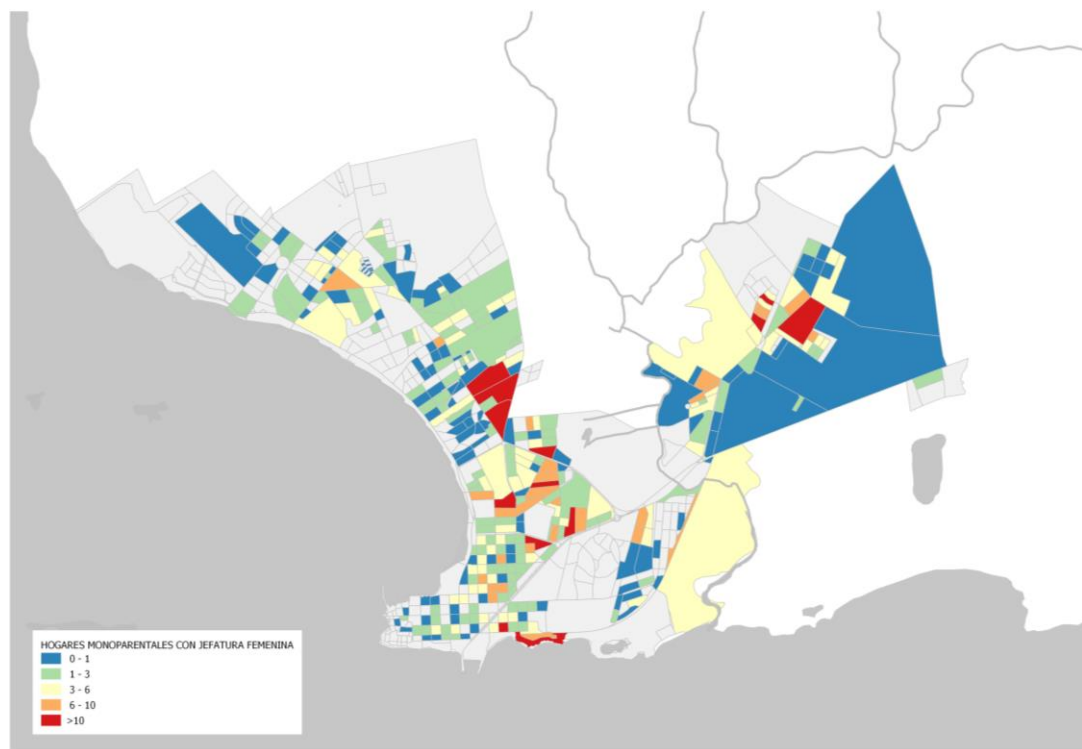 HOGARES MONOPARENTALES CON JEFATURA FEMENINA
0 - 1
1 - 3
3 - 6
6 - 10
>10